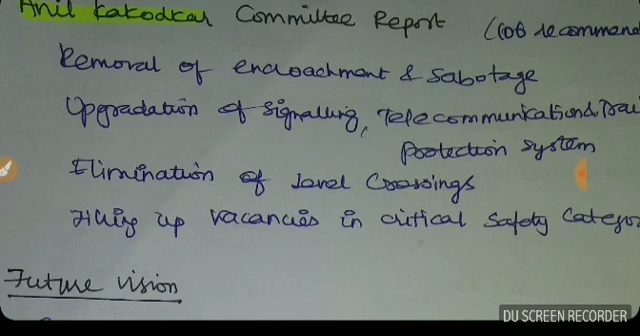 Anil Kakodkar Committee Report (106 recommend
Removal of encroachment & sabotage
Upgradation of signalling, Telecommunication & Trai
protection system
Elimination of level Crossings
Filling up vacancies in critical safety catego
Future vision
DU SCREEN RECORDER